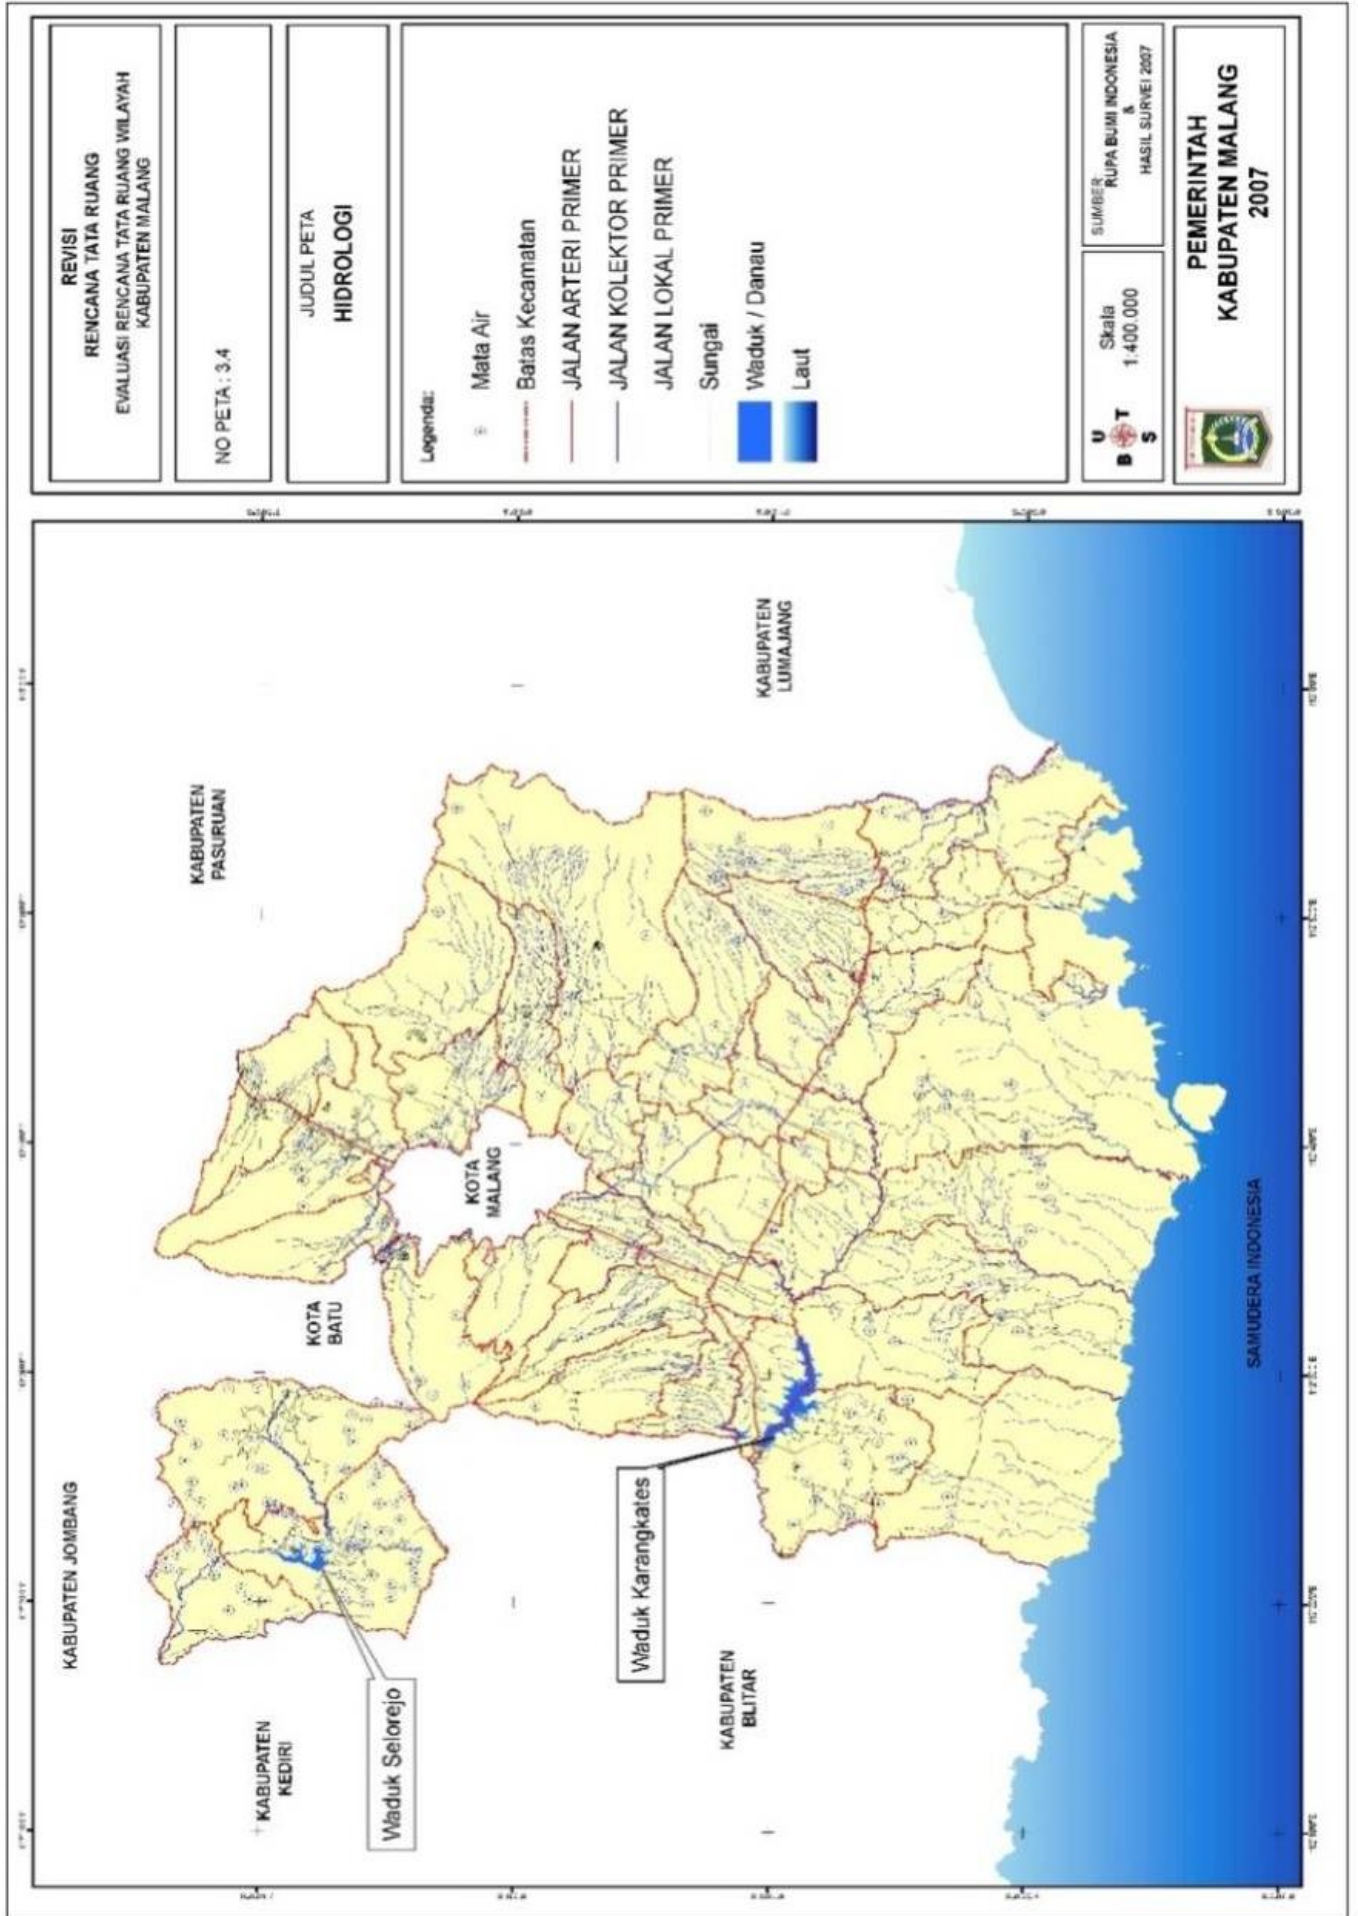 REVISI
RENCANA TATA RUANG
EVALUASI RENCANA TATA RUANG WILAYAH
KABUPATEN MALANG
NO PETA : 3.4
JUDUL PETA
HIDROLOGI
Legenda:
Mata Air
Batas Kecamatan
JALAN ARTERI PRIMER
JALAN KOLEKTOR PRIMER
JALAN LOKAL PRIMER
Sungai
Waduk / Danau
Laut
U
B T
S
Skala
1:400.000
SUMBER:
RUPA BUMI INDONESIA
&
HASIL SURVEI 2007
PEMERINTAH
KABUPATEN MALANG
2007
KABUPATEN JOMBANG
KABUPATEN
KEDIRI
Waduk Selorejo
KOTA
BATU
KABUPATEN
PASURUAN
KOTA
MALANG
Waduk Karangkates
KABUPATEN
BLITAR
KABUPATEN
LUMAJANG
SAMUDERA INDONESIA